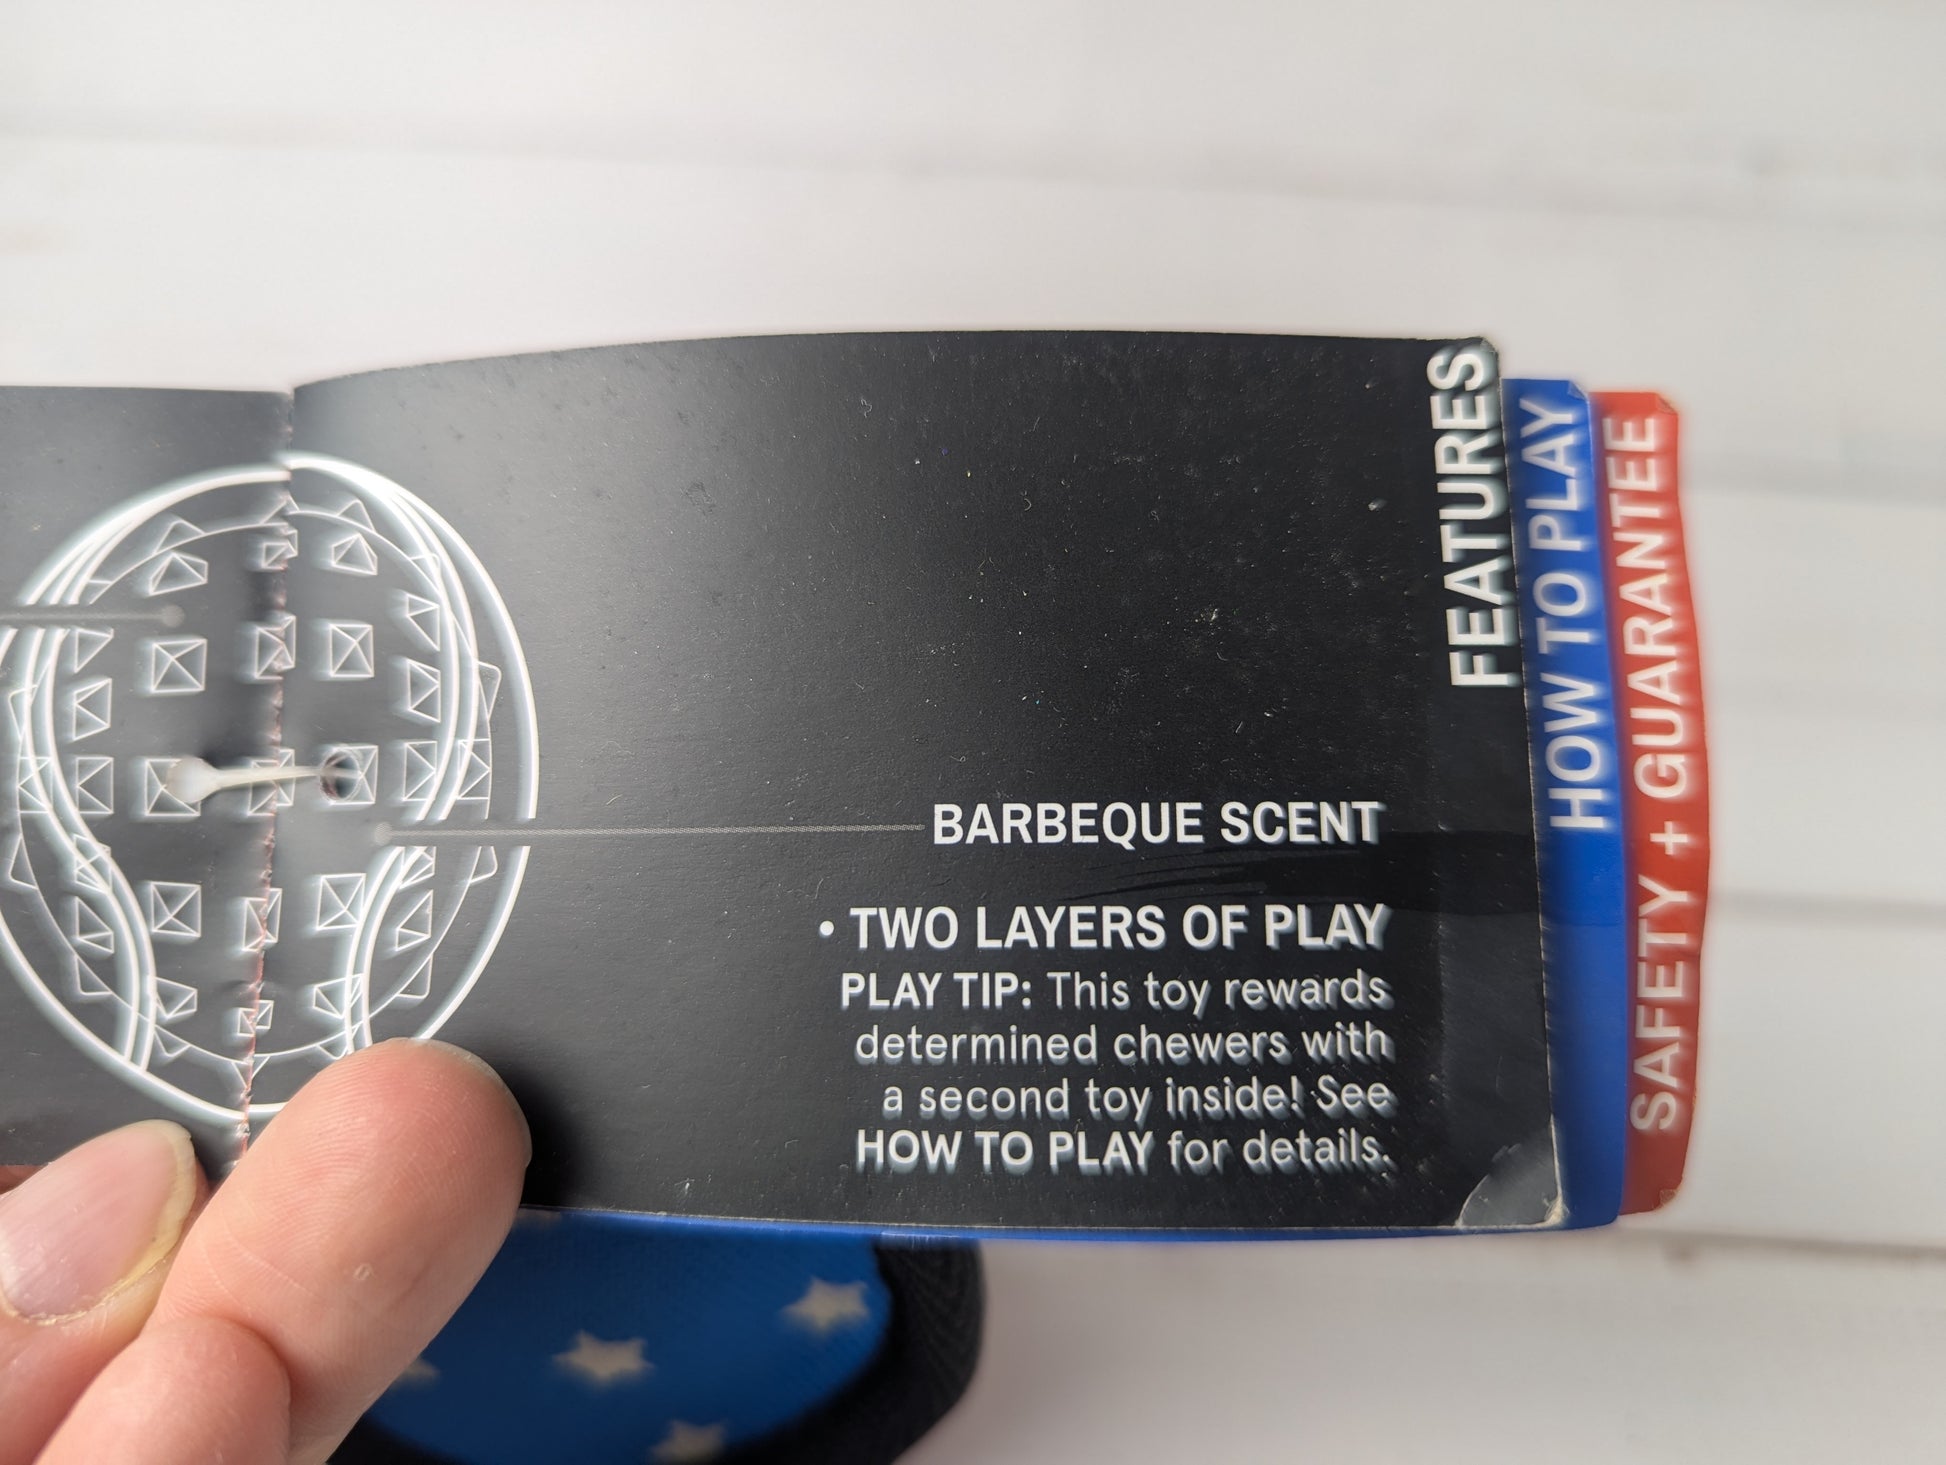 FEATURES
HOW TO PLAY
SAFETY + GUARANTEE
BARBEQUE SCENT
• TWO LAYERS OF PLAY
PLAY TIP: This toy rewards
determined chewers with
a second toy inside! See
HOW TO PLAY for details.